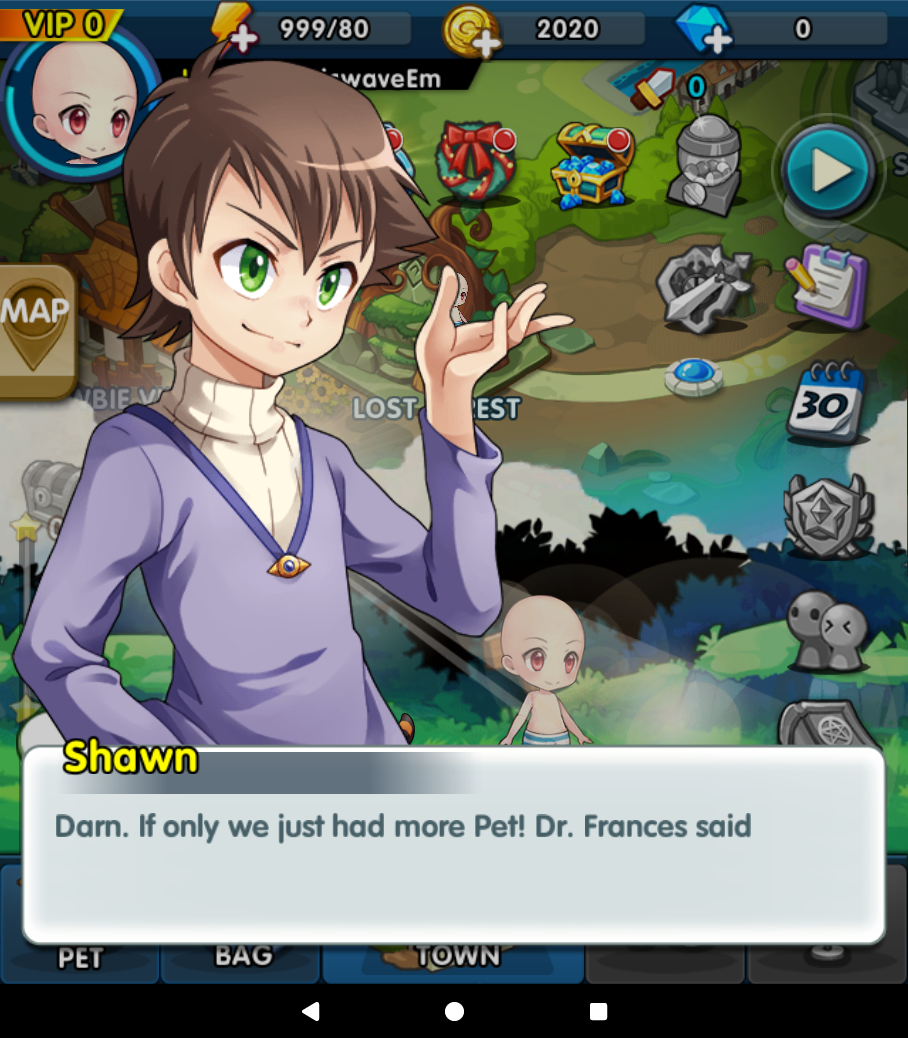 VIP 0
999/80
2020
0
waveEm
0
MAP
30
LOST
Shawn
Darn. If only we just had more Pet! Dr. Frances said
PET
BAG
TOWN